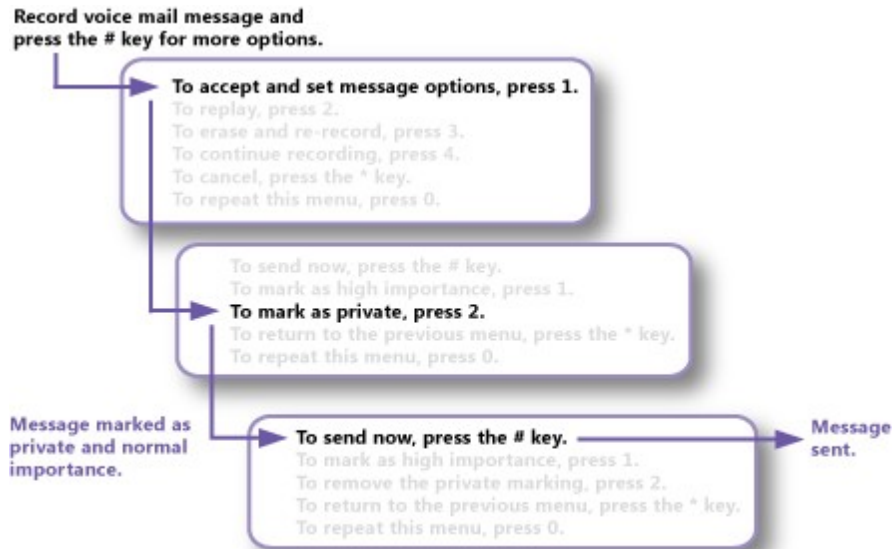 Record voice mail message and
press the # key for more options.
To accept and set message options, press 1.
To replay, press 2.
To erase and re-record, press 3.
To continue recording, press 4.
To cancel, press the * key.
To repeat this menu, press 0.
To send now, press the # key.
To mark as high importance, press 1.
To mark as private, press 2.
To return to the previous menu, press the * key.
To repeat this menu, press 0.
Message marked as
private and normal
importance.
To send now, press the # key.
To mark as high importance, press 1.
To remove the private marking, press 2.
To return to the previous menu, press the * key.
To repeat this menu, press 0.
Message
sent.